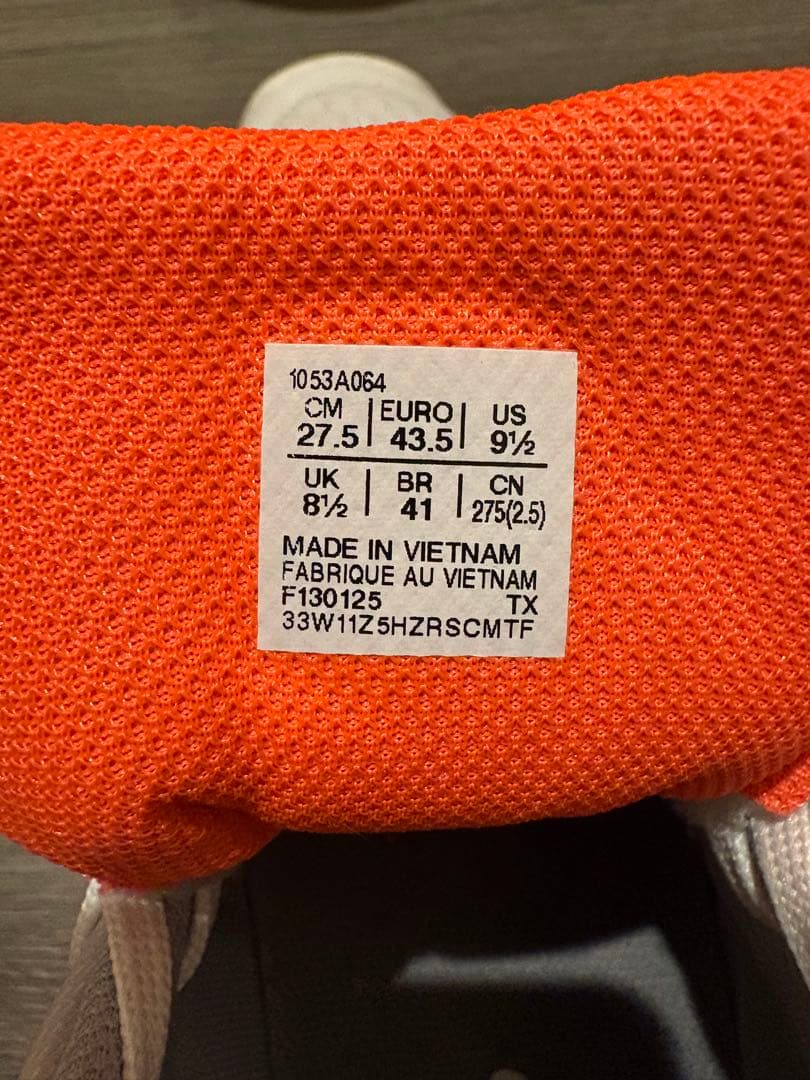 1053A064
CM | EURO | US
27.5 | 43.5 | 9½
UK | BR | CN
8½ | 41 | 275(2.5)
MADE IN VIETNAM
FABRIQUE AU VIETNAM
F130125 TX
33W11Z5HZRSCMTF